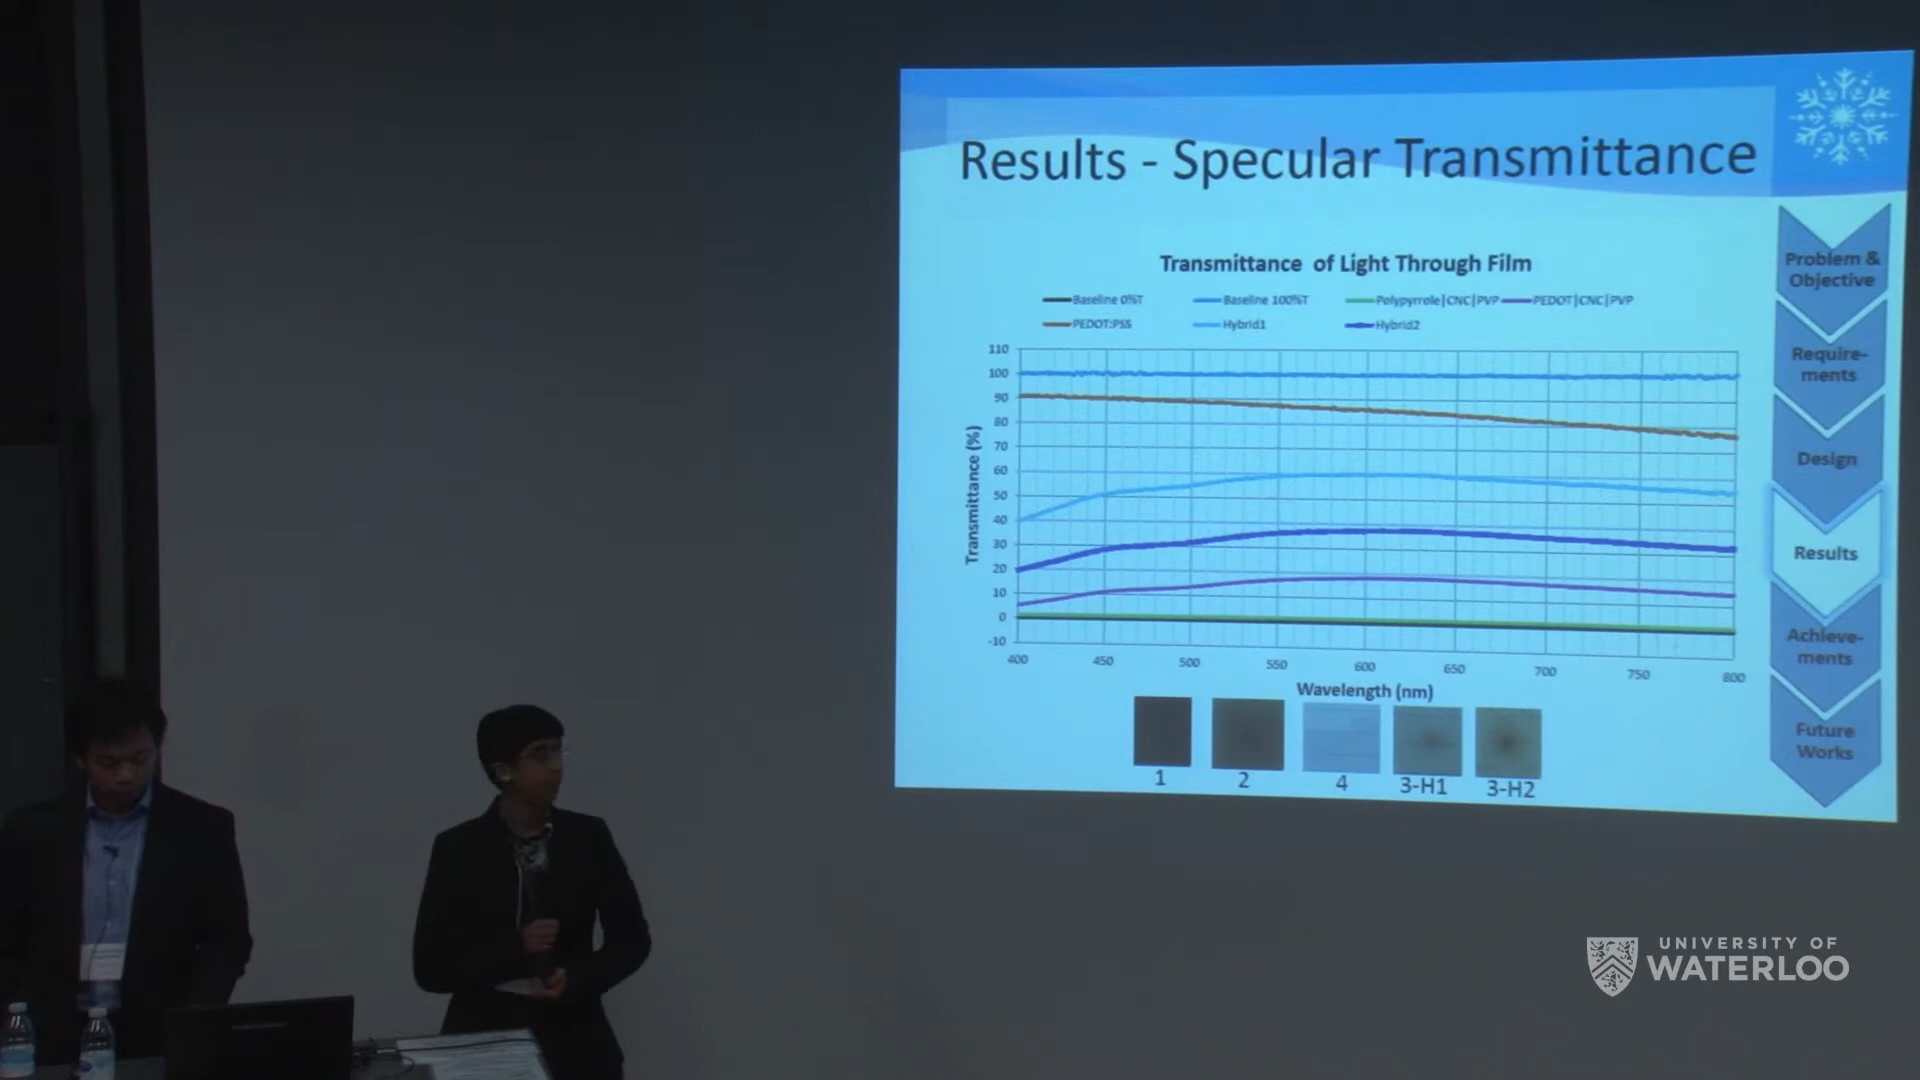 Results - Specular Transmittance
Transmittance of Light Through Film
Baseline 0%T
Baseline 100%T
Polypyrrole|CNC|PVP
PEDOT|CNC|PVP
PEDOT:PSS
Hybrid1
Hybrid2
Transmittance (%)
110
100
90
80
70
60
50
40
30
20
10
0
-10
400 450 500 550 600 650 700 750 800
Wavelength (nm)
1 2 4 3-H1 3-H2
Problem &
Objective
Require-
ments
Design
Results
Achieve-
ments
Future
Works
UNIVERSITY OF
WATERLOO